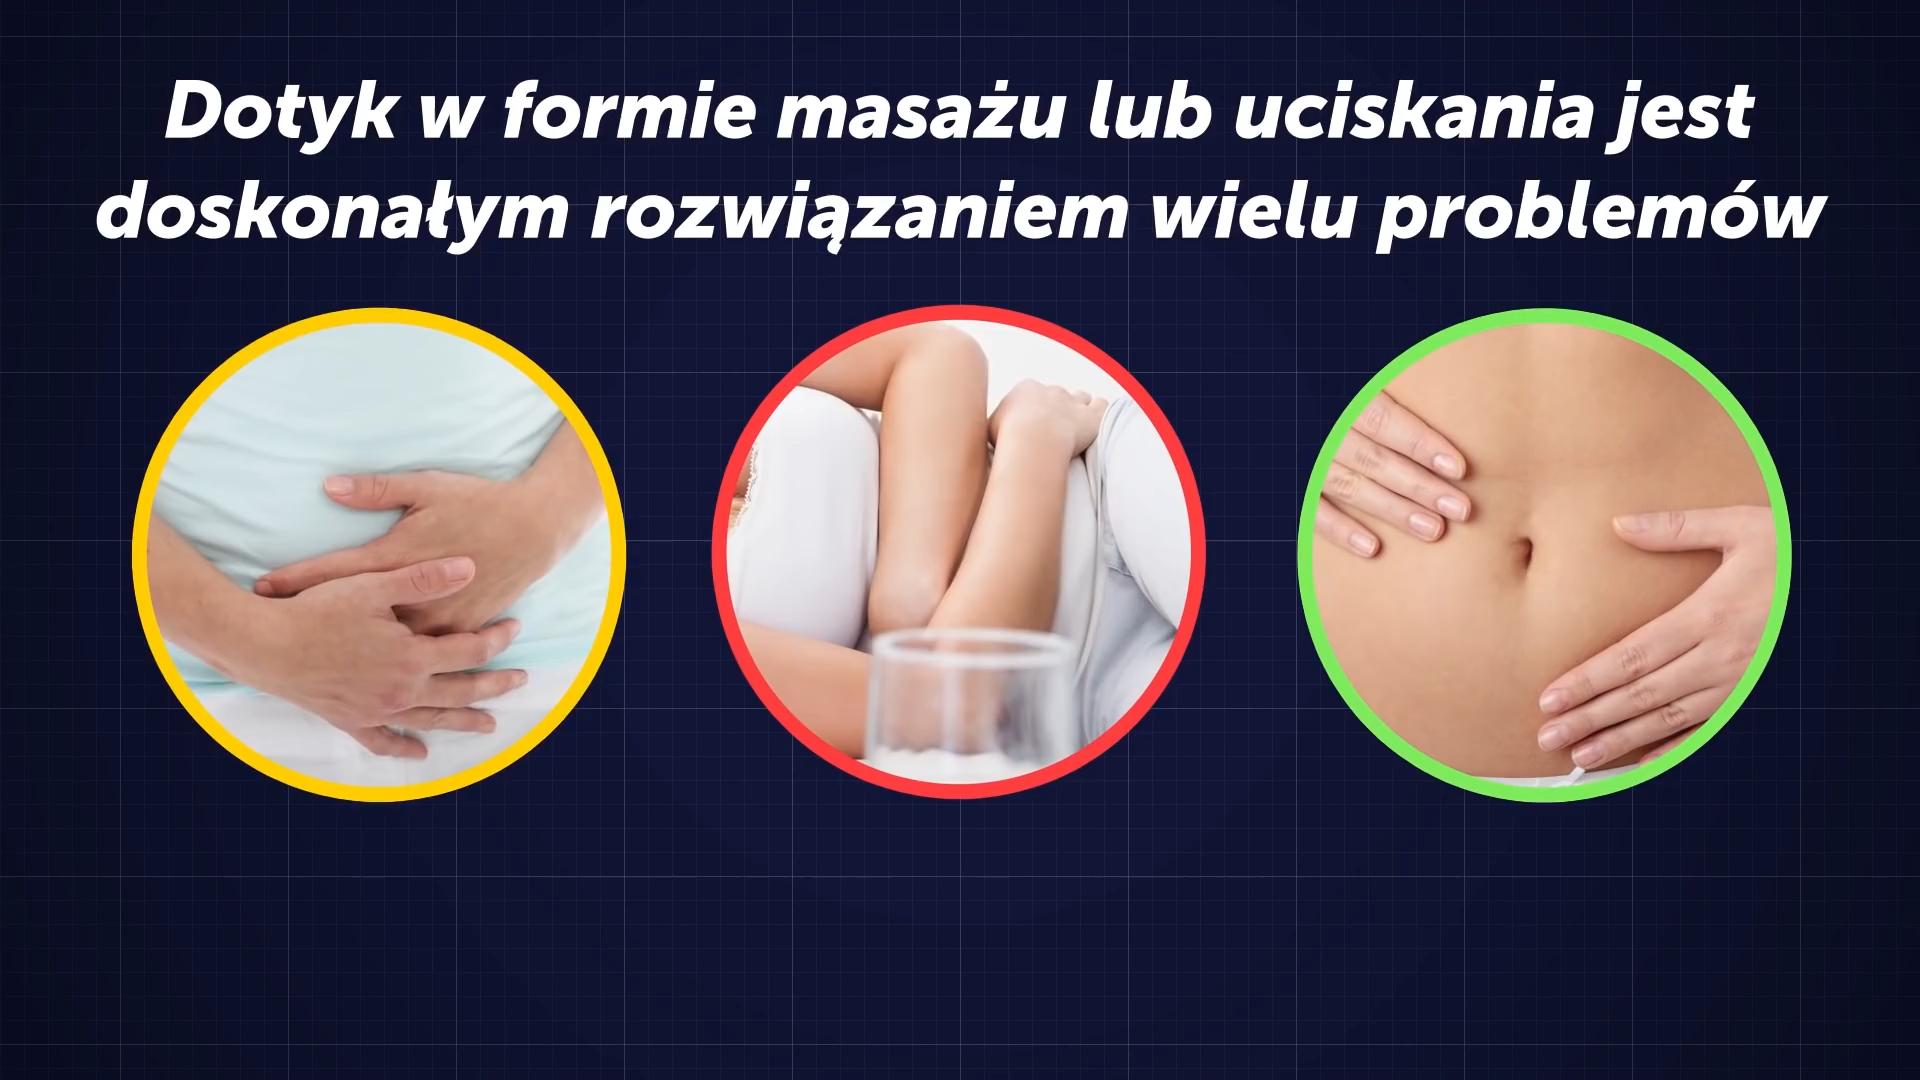 Dotyk w formie masażu lub uciskania jest
doskonałym rozwiązaniem wielu problemów